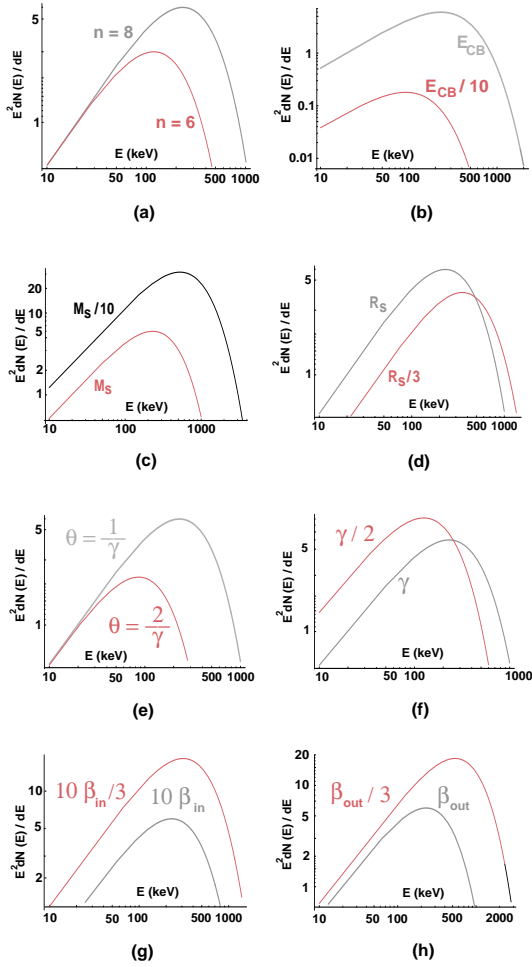 E²dN (E) / dE
5
1
n = 8
n = 6
E (keV)
10 50 100 500 1000
(a)
E²dN (E) / dE
5
1
0.1
0.01
E_CB
E_CB / 10
E (keV)
10 50 100 500
(b)
E²dN (E) / dE
20
10
5
2
1
M_S/10
M_S
E (keV)
10 100 1000
(c)
E²dN (E) / dE
5
1
R_S
R_S/3
E (keV)
10 50 100 500 1000
(d)
E²dN (E) / dE
5
1
θ = 1/γ
θ = 2/γ
E (keV)
10 50 100 500 1000
(e)
E²dN (E) / dE
5
1
γ / 2
γ
E (keV)
10 50 100 1000
(f)
E²dN (E) / dE
10
5
2
10 β_in/3
10 β_in
E (keV)
10 50 100 500 1000
(g)
E²dN (E) / dE
20
10
5
2
1
β_out / 3
β_out
E (keV)
10 50 100 500 2000
(h)